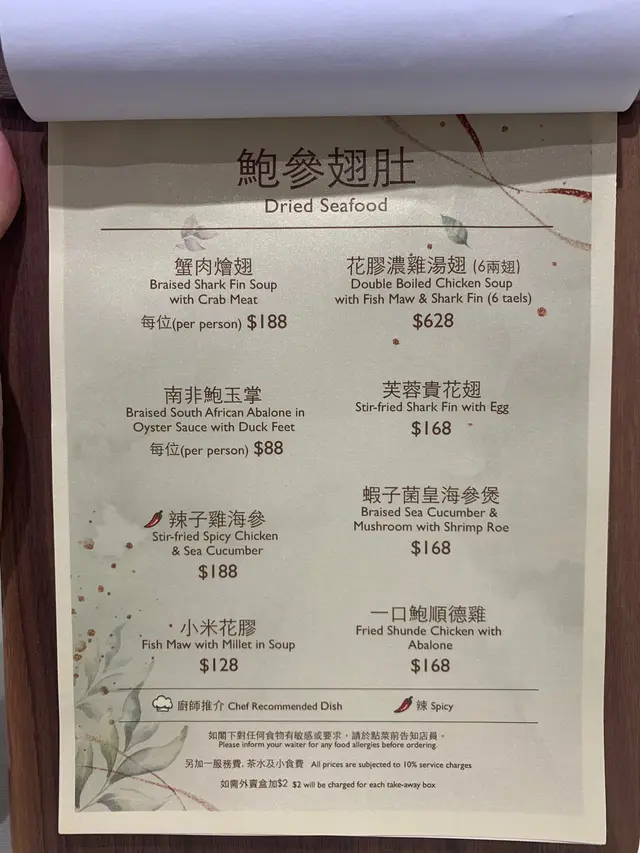 鮑參翅肚
Dried Seafood
蟹肉燴翅
Braised Shark Fin Soup
with Crab Meat
每位(per person) $188
花膠濃雞湯翅 (6兩翅)
Double Boiled Chicken Soup
with Fish Maw & Shark Fin (6 taels)
$628
南非鮑玉掌
Braised South African Abalone in
Oyster Sauce with Duck Feet
每位(per person) $88
芙蓉貴花翅
Stir-fried Shark Fin with Egg
$168
辣子雞海參
Stir-fried Spicy Chicken
& Sea Cucumber
$188
蝦子菌皇海參煲
Braised Sea Cucumber &
Mushroom with Shrimp Roe
$168
小米花膠
Fish Maw with Millet in Soup
$128
一口鮑順德雞
Fried Shunde Chicken with
Abalone
$168
廚師推介 Chef Recommended Dish
辣 Spicy
如閣下對任何食物有敏感或要求，請於點菜前告知店員。
Please inform your waiter for any food allergies before ordering.
另加一服務費, 茶水及小食費 All prices are subjected to 10% service charges
如需外賣盒加$2 $2 will be charged for each take-away box